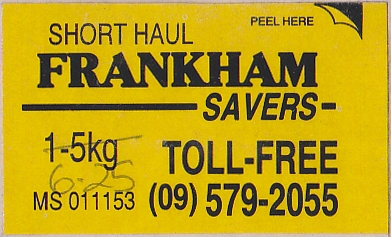 PEEL HERE
SHORT HAUL
FRANKHAM
SAVERS
1-5kg
6-25
TOLL-FREE
MS 011153 (09) 579-2055